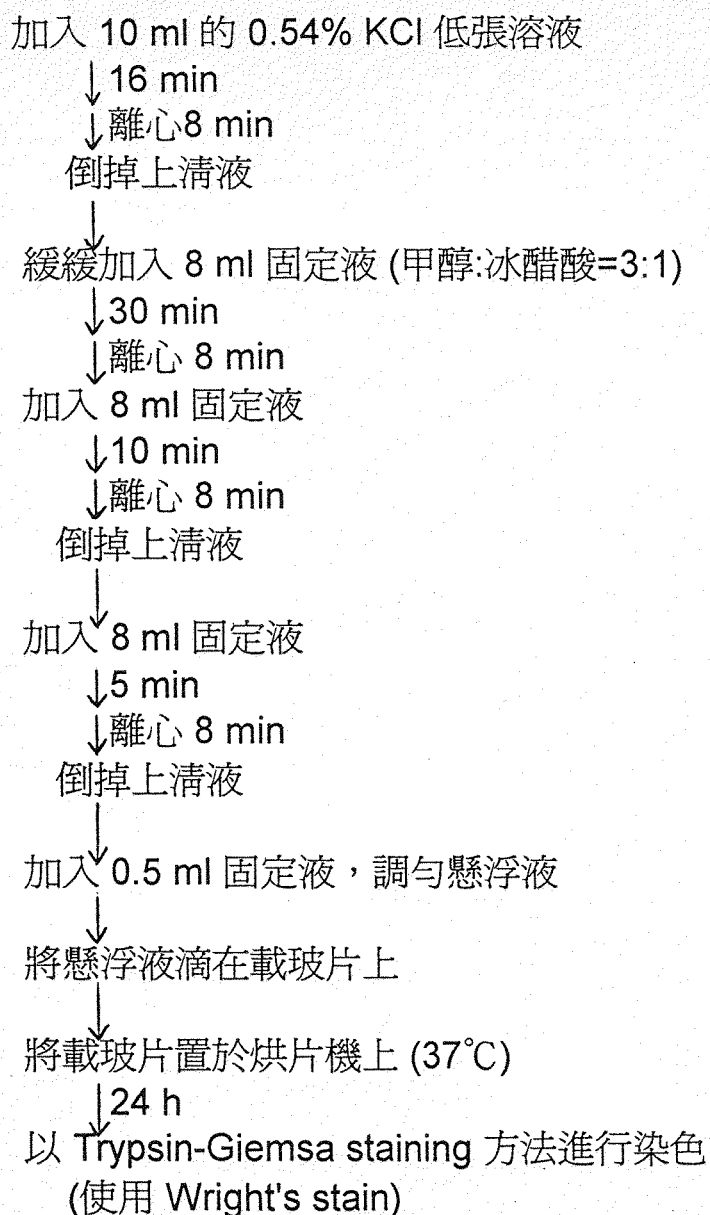 加入 10 ml 的 0.54% KCl 低張溶液
↓16 min
↓離心8 min
倒掉上清液
↓
緩緩加入 8 ml 固定液 (甲醇:冰醋酸=3:1)
↓30 min
↓離心 8 min
加入 8 ml 固定液
↓10 min
↓離心 8 min
倒掉上清液
↓
加入 8 ml 固定液
↓5 min
↓離心 8 min
倒掉上清液
↓
加入 0.5 ml 固定液，調勻懸浮液
↓
將懸浮液滴在載玻片上
↓
將載玻片置於烘片機上 (37℃)
↓24 h
以 Trypsin-Giemsa staining 方法進行染色
(使用 Wright's stain)